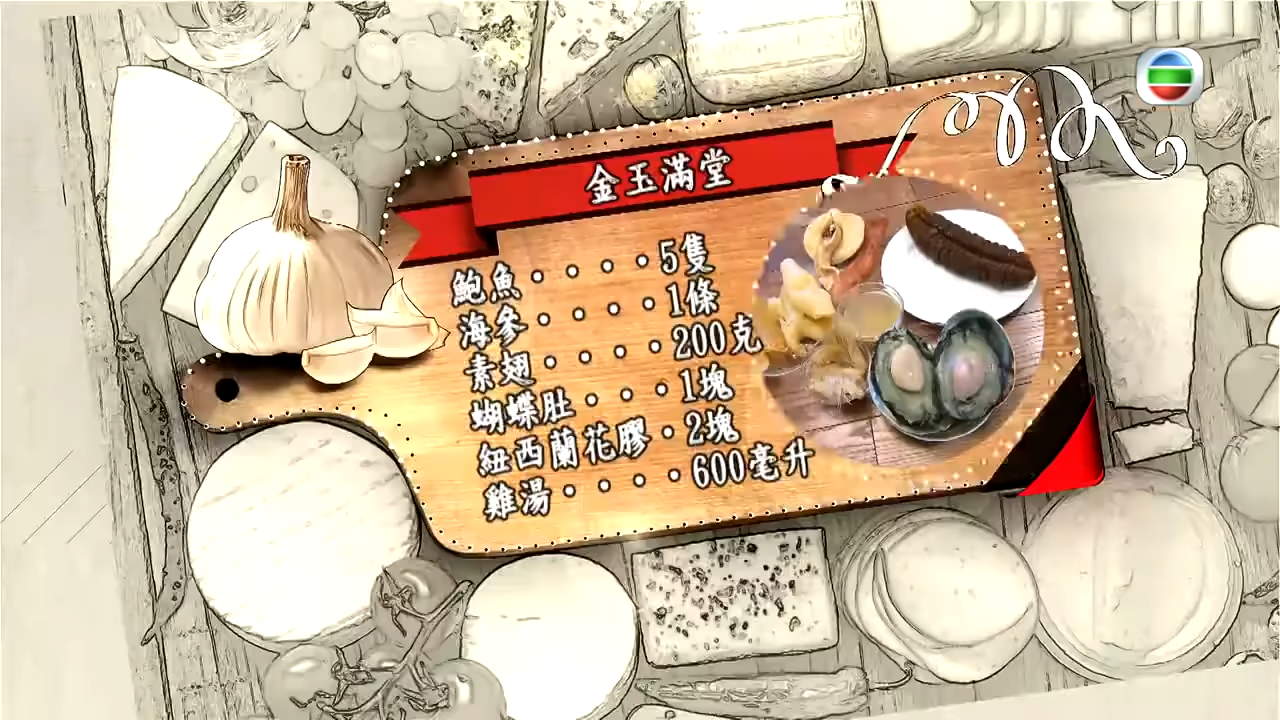 金玉滿堂
鮑魚・・・・5隻
海參・・・・1條
素翅・・・・200克
蝴蝶肚・・・1塊
紐西蘭花膠・2塊
雞湯・・・・600毫升